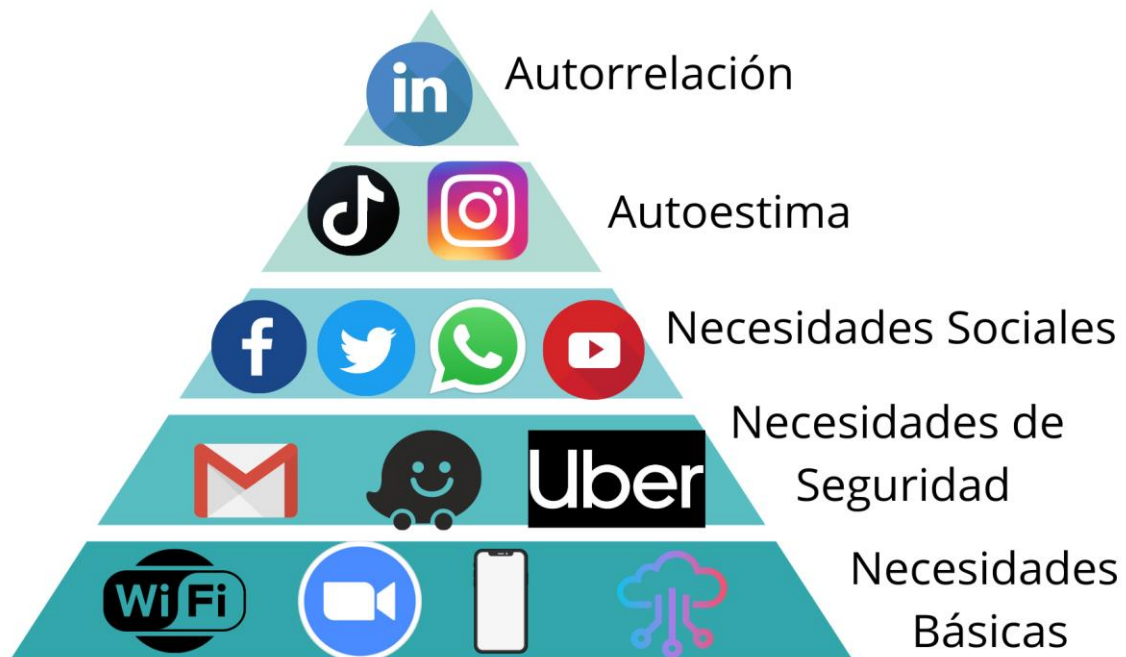 in
Autorrelación
Autoestima
f
Necesidades Sociales
Necesidades de
Seguridad
Uber
Necesidades
Básicas
WiFi